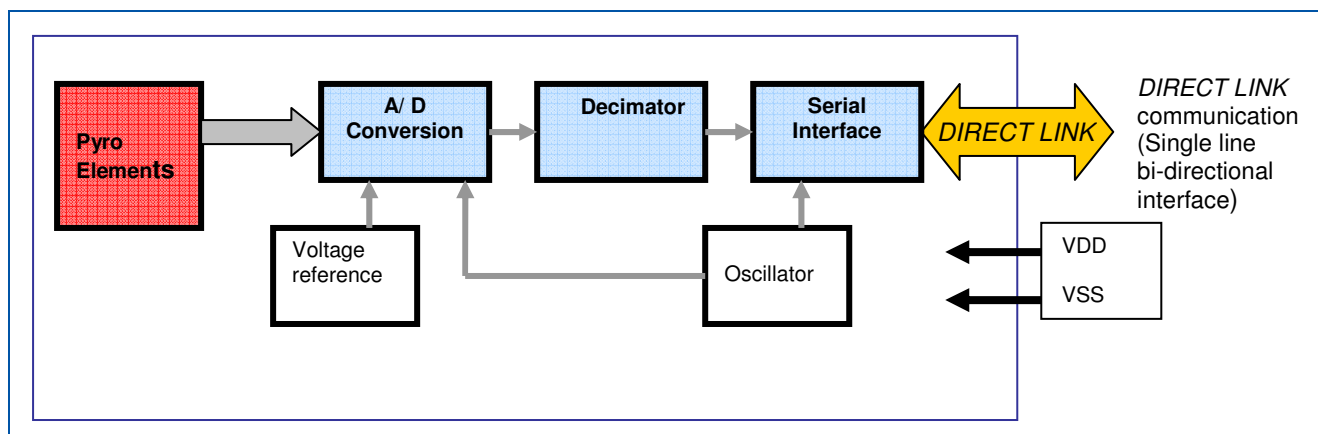 Pyro
Elements
A/ D
Conversion
Decimator
Serial
Interface
DIRECT LINK
DIRECT LINK
communication
(Single line
bi-directional
interface)
Voltage
reference
Oscillator
VDD
VSS